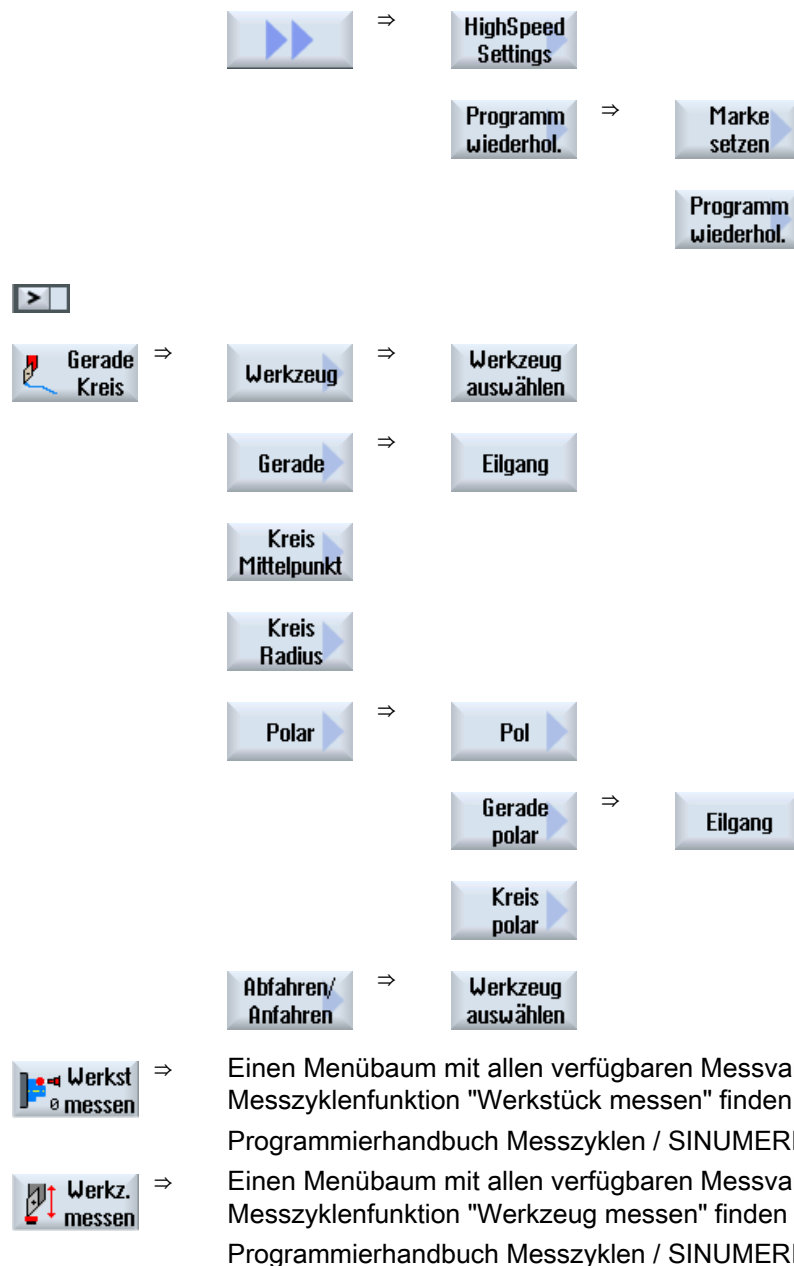 ⇒ HighSpeed Settings
Programm wiederhol. ⇒ Marke setzen
Programm wiederhol.
>
Gerade Kreis ⇒ Werkzeug ⇒ Werkzeug auswählen
Gerade ⇒ Eilgang
Kreis Mittelpunkt
Kreis Radius
Polar ⇒ Pol
Gerade polar ⇒ Eilgang
Kreis polar
Abfahren/ Anfahren ⇒ Werkzeug auswählen
Werkst 0 messen ⇒ Einen Menübaum mit allen verfügbaren Messva
Messzyklenfunktion "Werkstück messen" finden
Programmierhandbuch Messzyklen / SINUMERI
Werkz. messen ⇒ Einen Menübaum mit allen verfügbaren Messva
Messzyklenfunktion "Werkzeug messen" finden
Programmierhandbuch Messzyklen / SINUMERI